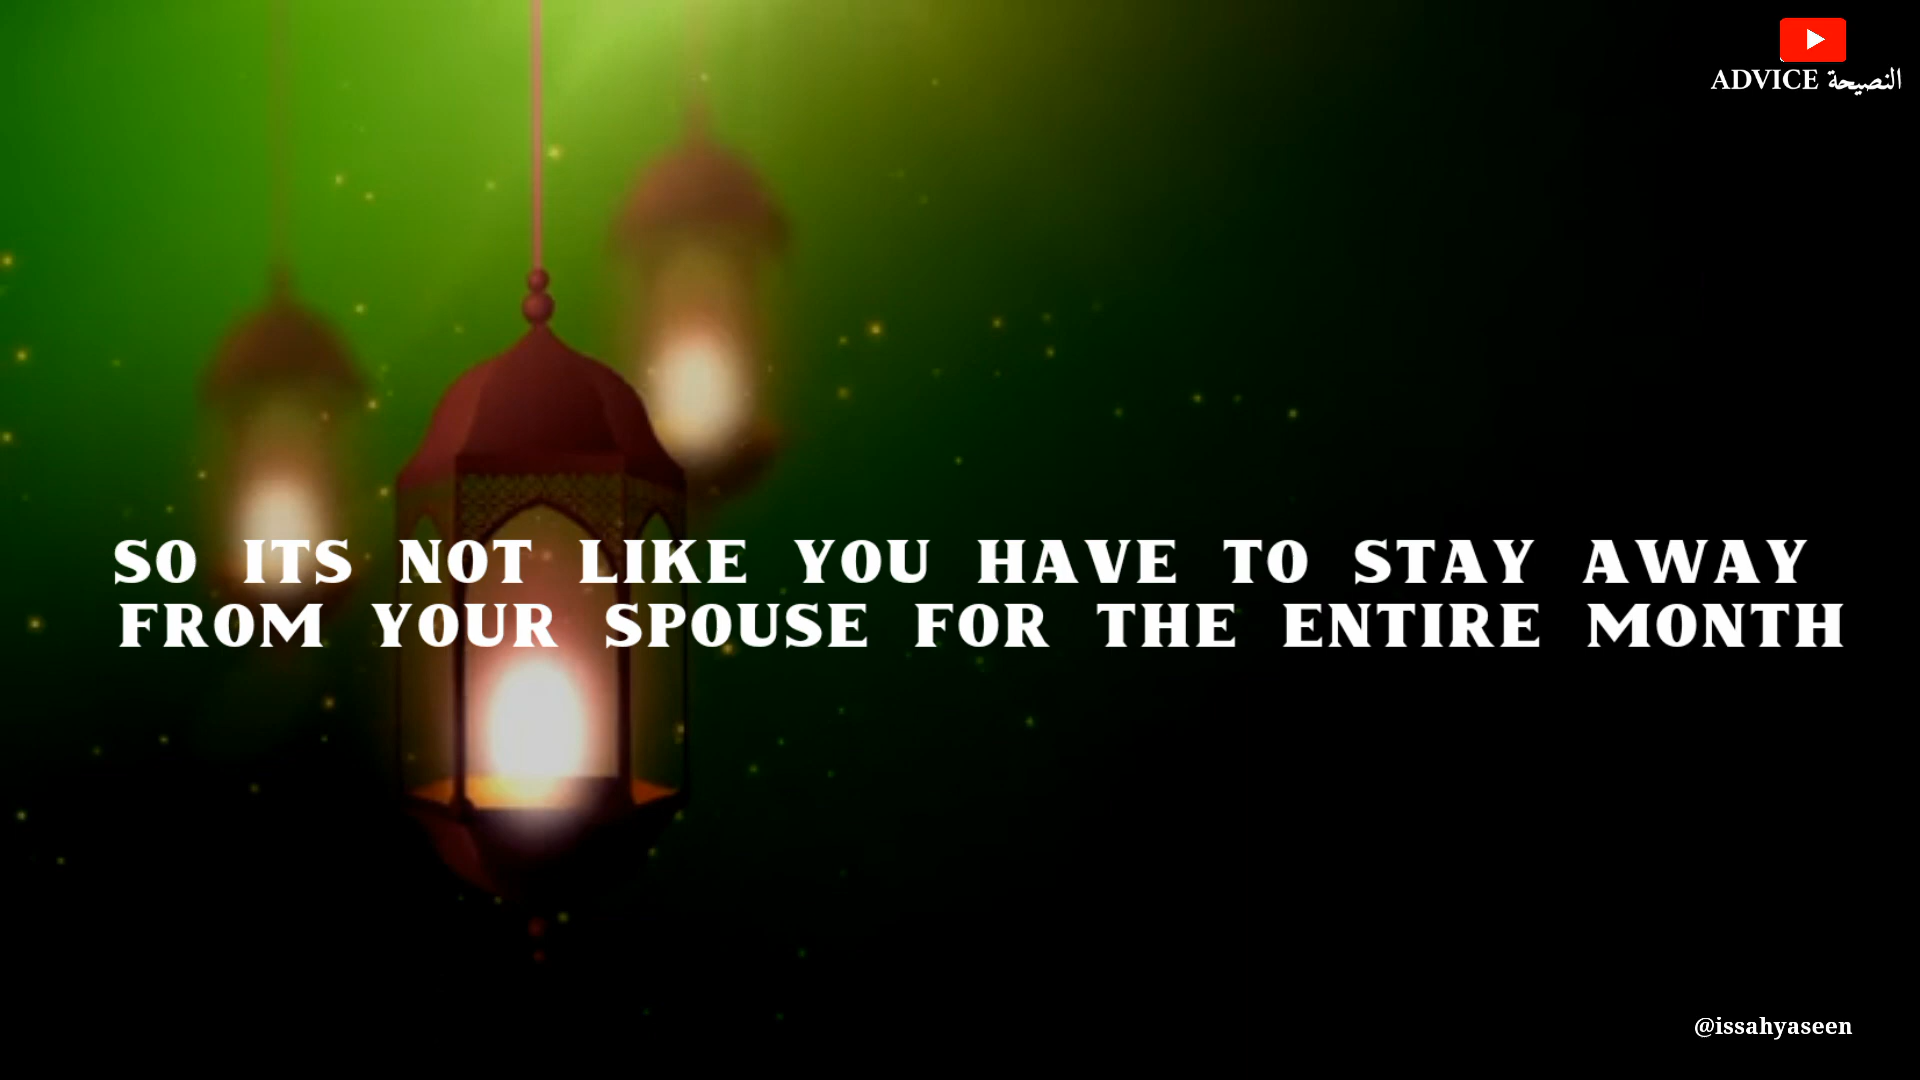 ADVICE النصيحة
SO ITS NOT LIKE YOU HAVE TO STAY AWAY
FROM YOUR SPOUSE FOR THE ENTIRE MONTH
@issahyaseen